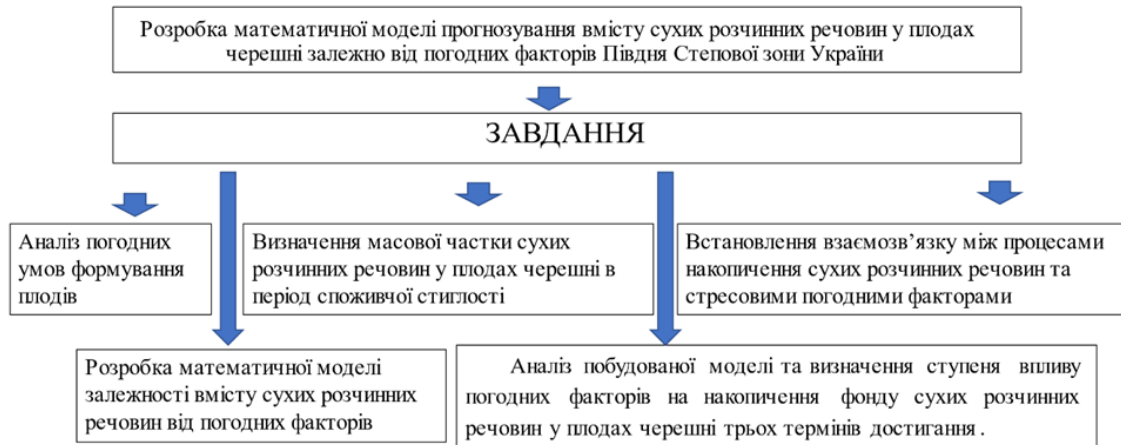 Розробка математичної моделі прогнозування вмісту сухих розчинних речовин у плодах
черешні залежно від погодних факторів Півдня Степової зони України
ЗАВДАННЯ
Аналіз погодних
умов формування
плодів
Визначення масової частки сухих
розчинних речовин у плодах черешні в
період споживчої стиглості
Встановлення взаємозв’язку між процесами
накопичення сухих розчинних речовин та
стресовими погодними факторами
Розробка математичної моделі
залежності вмісту сухих розчинних
речовин від погодних факторів
Аналіз побудованої моделі та визначення ступеня впливу
погодних факторів на накопичення фонду сухих розчинних
речовин у плодах черешні трьох термінів достигання .